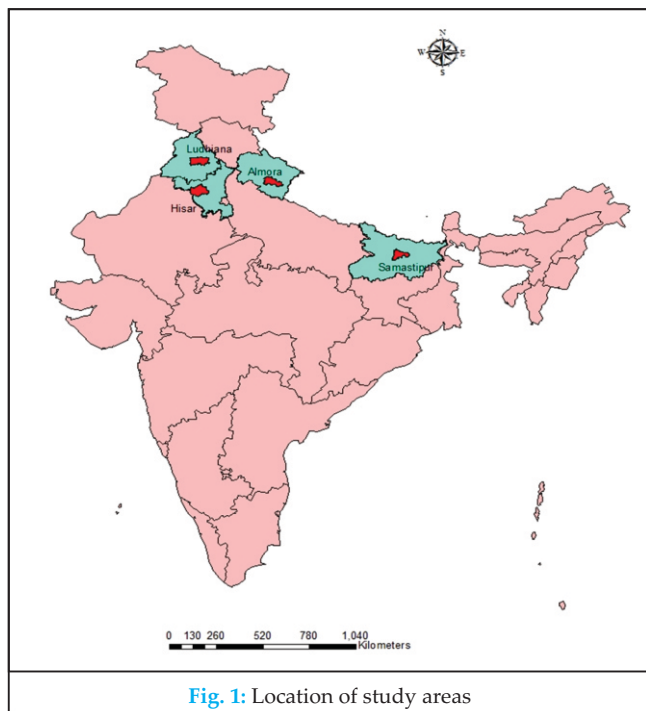 N
W E
S
Ludhiana
Almora
Hisar
Samastipur
0 130 260 520 780 1,040
Kilometers
Fig. 1: Location of study areas